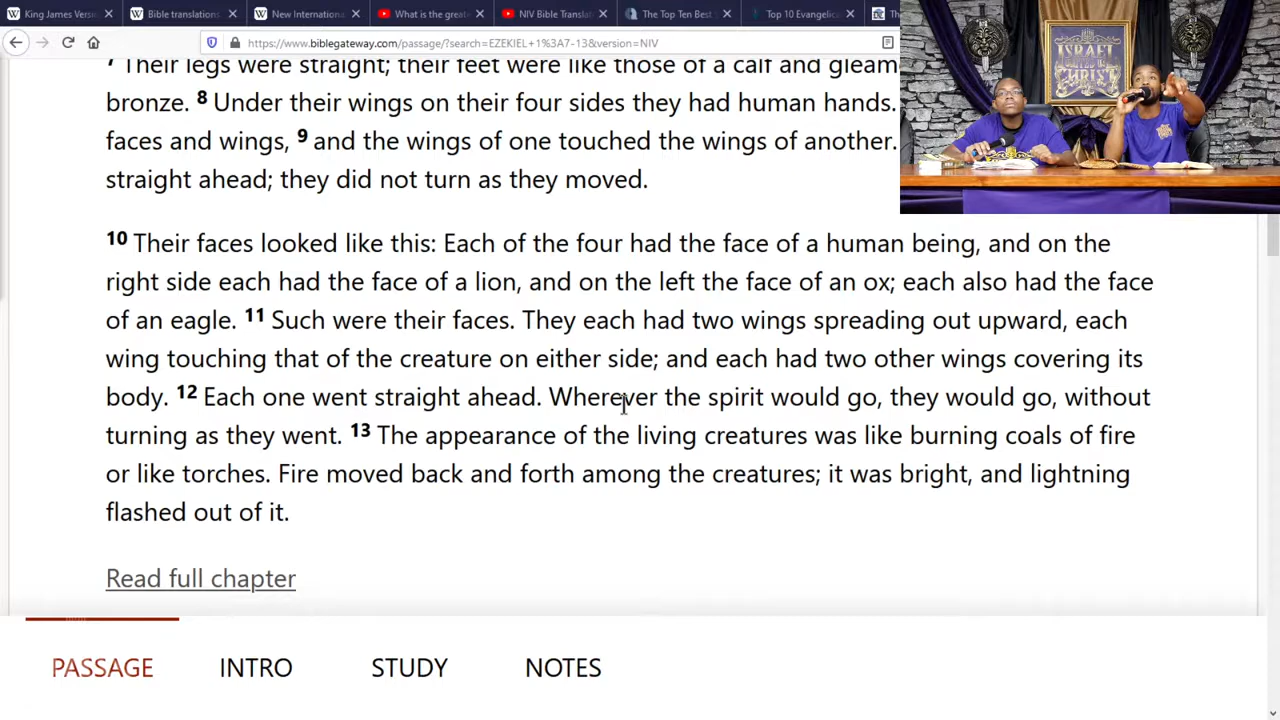 King James Versi
Bible translations
New Internationa
What is the great
NIV Bible Transla
The Top Ten Best
Top 10 Evangelica
https://www.biblegateway.com/passage/?search=EZEKIEL+1%3A7-13&version=NIV
7 Their legs were straight; their feet were like those of a calf and gleam
bronze. 8 Under their wings on their four sides they had human hands.
faces and wings, 9 and the wings of one touched the wings of another.
straight ahead; they did not turn as they moved.
10 Their faces looked like this: Each of the four had the face of a human being, and on the
right side each had the face of a lion, and on the left the face of an ox; each also had the face
of an eagle. 11 Such were their faces. They each had two wings spreading out upward, each
wing touching that of the creature on either side; and each had two other wings covering its
body. 12 Each one went straight ahead. Wherever the spirit would go, they would go, without
turning as they went. 13 The appearance of the living creatures was like burning coals of fire
or like torches. Fire moved back and forth among the creatures; it was bright, and lightning
flashed out of it.
Read full chapter
PASSAGE INTRO STUDY NOTES
ISRAEL
UNITED IN
CHRIST